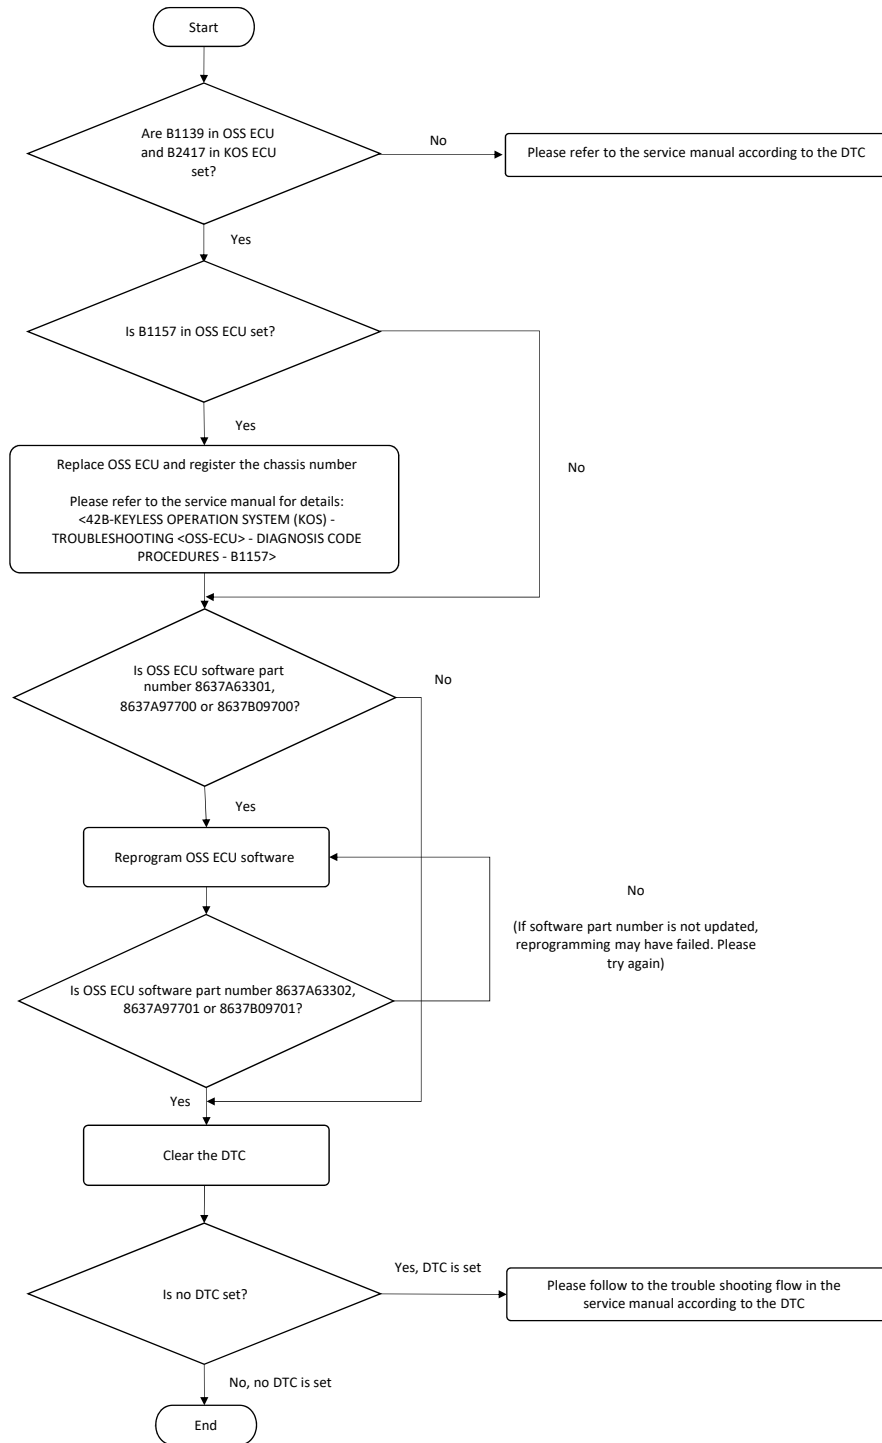 Start
Are B1139 in OSS ECU
and B2417 in KOS ECU
set?
No
Please refer to the service manual according to the DTC
Yes
Is B1157 in OSS ECU set?
Yes
No
Replace OSS ECU and register the chassis number
Please refer to the service manual for details:
<42B-KEYLESS OPERATION SYSTEM (KOS) -
TROUBLESHOOTING <OSS-ECU> - DIAGNOSIS CODE
PROCEDURES - B1157>
Is OSS ECU software part
number 8637A63301,
8637A97700 or 8637B09700?
No
Yes
Reprogram OSS ECU software
No
(If software part number is not updated,
reprogramming may have failed. Please
try again)
Is OSS ECU software part number 8637A63302,
8637A97701 or 8637B09701?
Yes
Clear the DTC
Is no DTC set?
Yes, DTC is set
Please follow to the trouble shooting flow in the
service manual according to the DTC
No, no DTC is set
End